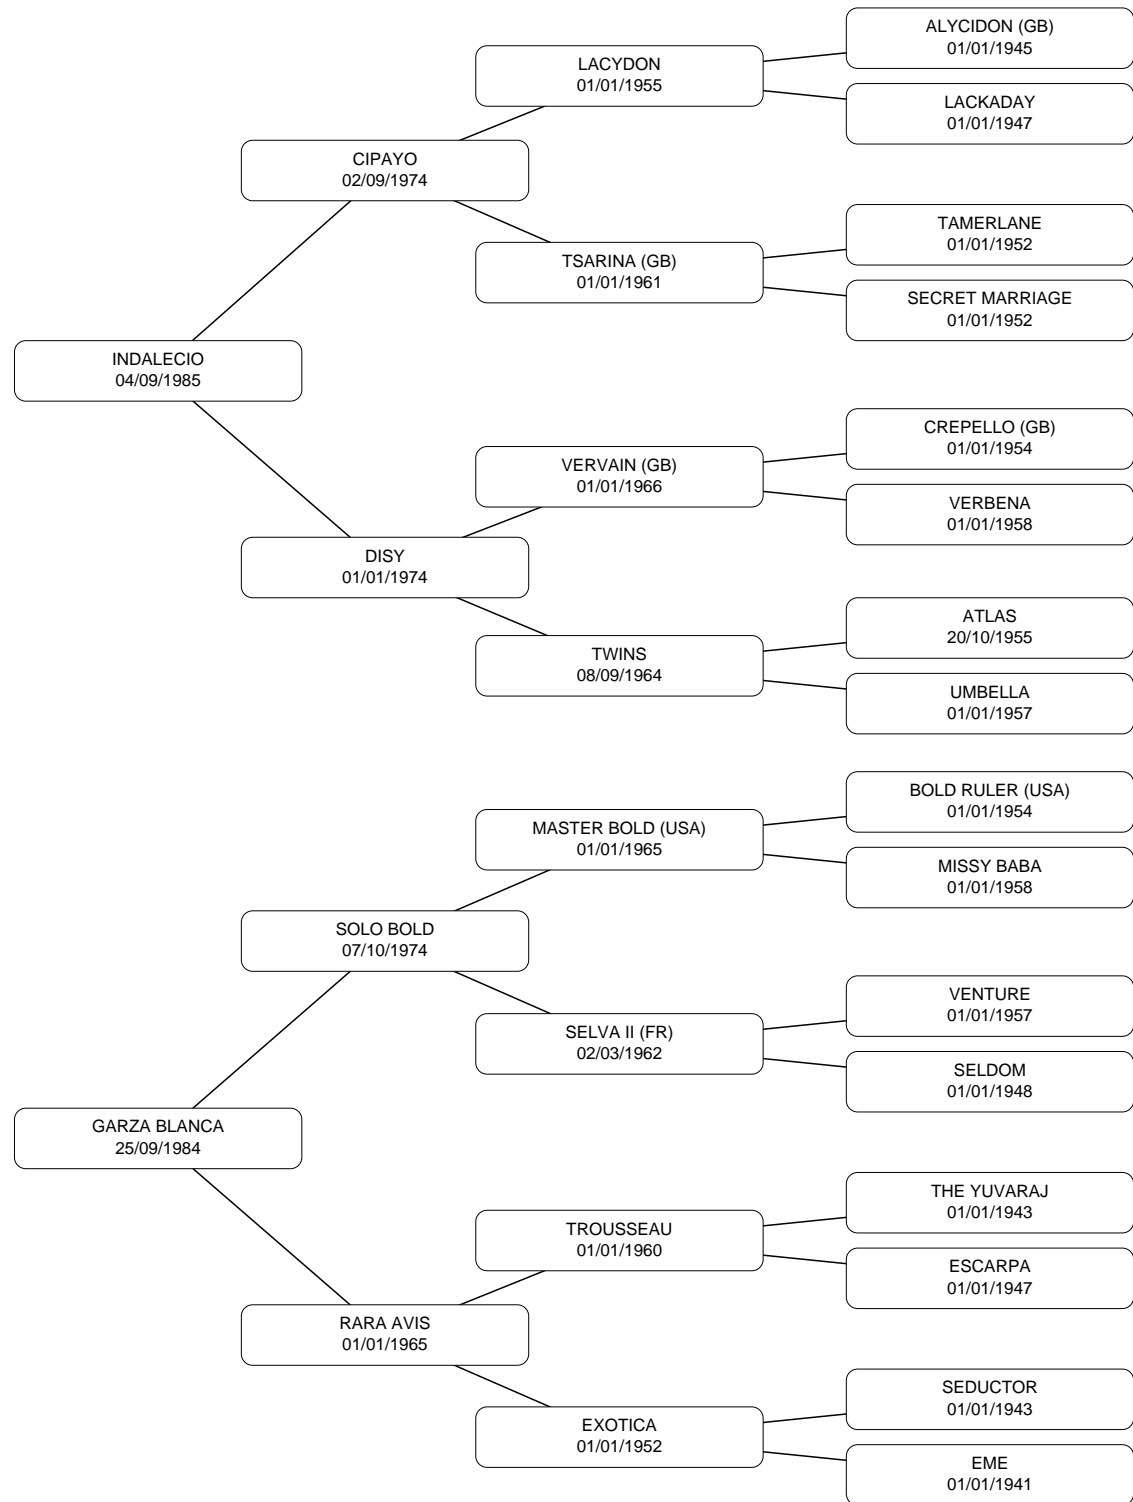 ALYCIDON (GB)
01/01/1945
LACYDON
01/01/1955
LACKADAY
01/01/1947
CIPAYO
02/09/1974
TAMERLANE
01/01/1952
TSARINA (GB)
01/01/1961
SECRET MARRIAGE
01/01/1952
INDALECIO
04/09/1985
CREPELLO (GB)
01/01/1954
VERVAIN (GB)
01/01/1966
VERBENA
01/01/1958
DISY
01/01/1974
ATLAS
20/10/1955
TWINS
08/09/1964
UMBELLA
01/01/1957
BOLD RULER (USA)
01/01/1954
MASTER BOLD (USA)
01/01/1965
MISSY BABA
01/01/1958
SOLO BOLD
07/10/1974
VENTURE
01/01/1957
SELVA II (FR)
02/03/1962
SELDOM
01/01/1948
GARZA BLANCA
25/09/1984
THE YUVARAJ
01/01/1943
TROUSSEAU
01/01/1960
ESCARPA
01/01/1947
RARA AVIS
01/01/1965
SEDUCTOR
01/01/1943
EXOTICA
01/01/1952
EME
01/01/1941